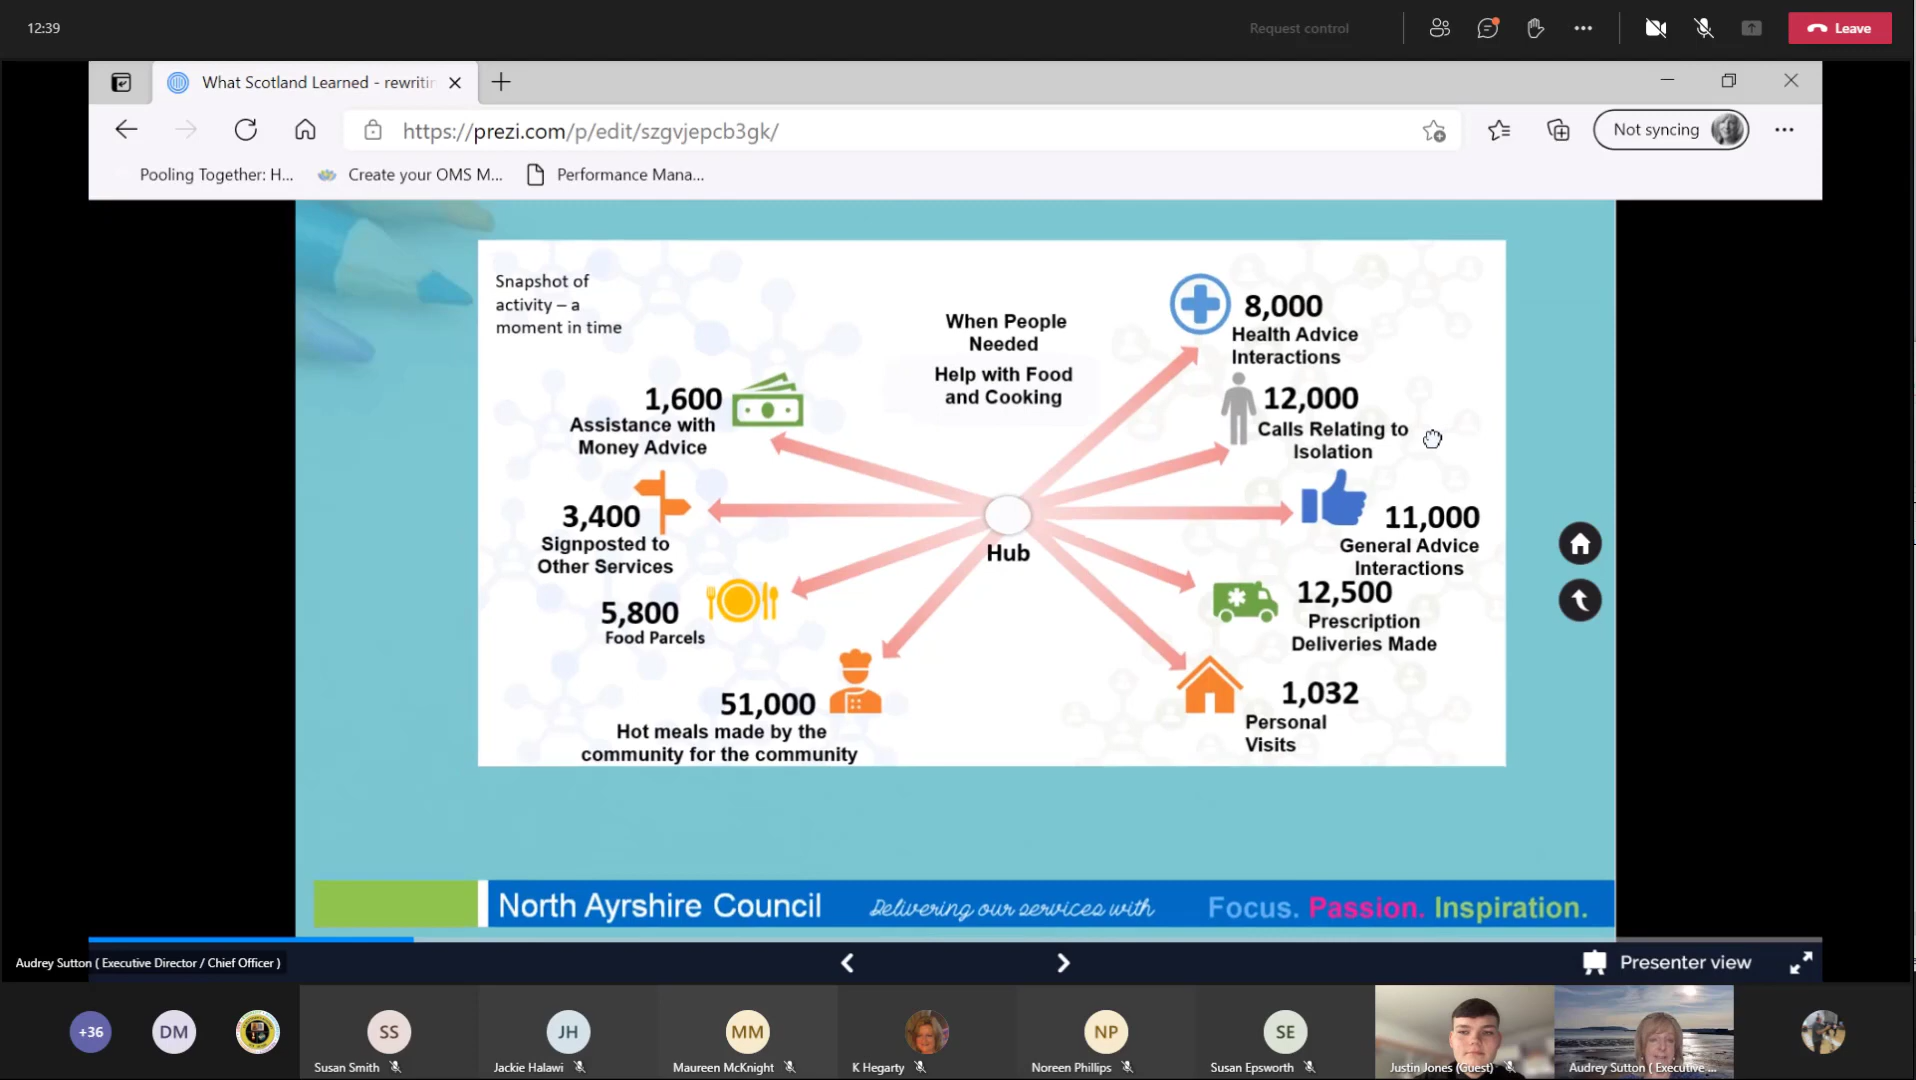 12:39
Request control
Leave
What Scotland Learned - rewritin
https://prezi.com/p/edit/szgvjepcb3gk/
Not syncing
Pooling Together: H...
Create your OMS M...
Performance Mana...
Snapshot of
activity – a
moment in time
When People
Needed
Help with Food
and Cooking
8,000
Health Advice
Interactions
1,600
Assistance with
Money Advice
12,000
Calls Relating to
Isolation
3,400
Signposted to
Other Services
11,000
General Advice
Interactions
Hub
5,800
Food Parcels
12,500
Prescription
Deliveries Made
51,000
Hot meals made by the
community for the community
1,032
Personal
Visits
North Ayrshire Council
Delivering our services with
Focus. Passion. Inspiration.
Audrey Sutton ( Executive Director / Chief Officer )
Presenter view
+36
DM
SS
Susan Smith
JH
Jackie Halawi
MM
Maureen McKnight
K Hegarty
NP
Noreen Phillips
SE
Susan Epsworth
Justin Jones (Guest)
Audrey Sutton ( Executive ...